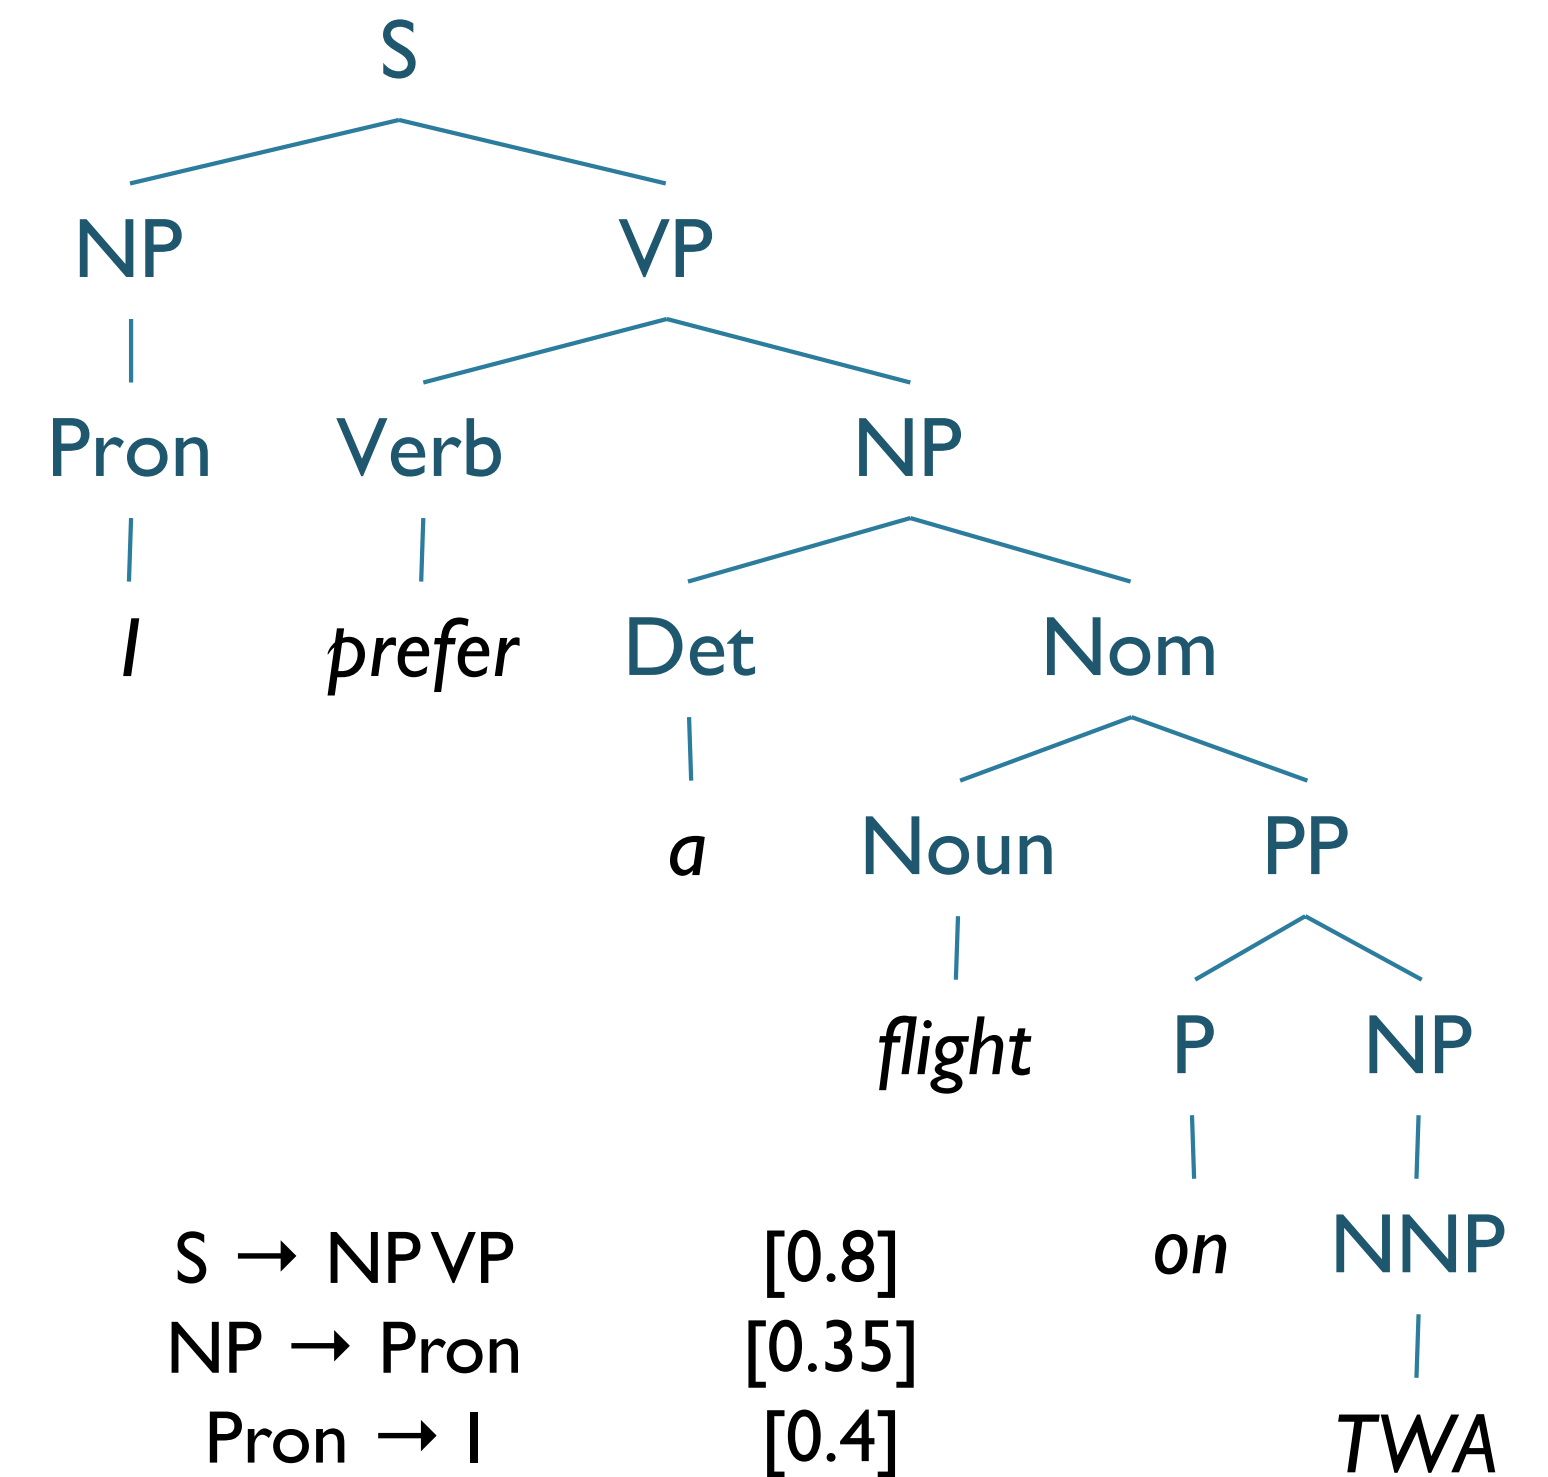 S
NP VP
Pron Verb NP
I prefer Det Nom
a Noun PP
flight P NP
on NNP
TWA
S → NP VP [0.8]
NP → Pron [0.35]
Pron → I [0.4]